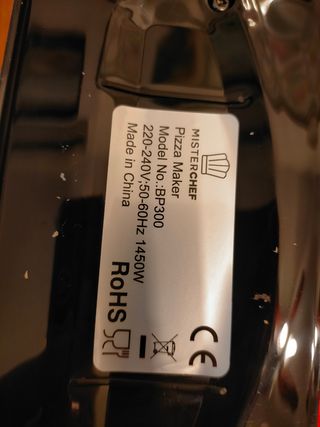 MISTERCHEF
Pizza Maker
Model No.:BP300
220-240V;50-60Hz 1450W
Made in China
RoHS
CE